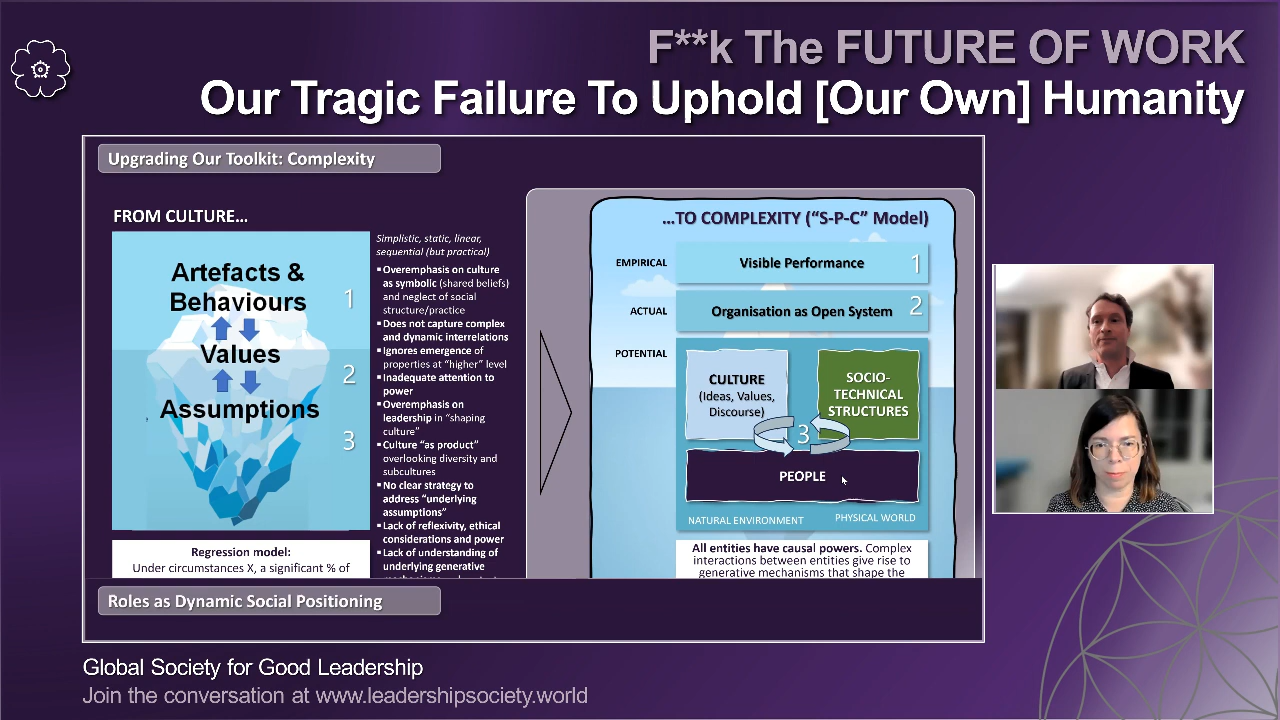 F**k The FUTURE OF WORK
Our Tragic Failure To Uphold [Our Own] Humanity
Upgrading Our Toolkit: Complexity
FROM CULTURE…
Artefacts &
Behaviours
1
Values
2
Assumptions
3
Regression model:
Under circumstances X, a significant % of
Simplistic, static, linear,
sequential (but practical)
▪Overemphasis on culture
as symbolic (shared beliefs)
and neglect of social
structure/practice
▪Does not capture complex
and dynamic interrelations
▪Ignores emergence of
properties at “higher” level
▪Inadequate attention to
power
▪Overemphasis on
leadership in “shaping
culture”
▪Culture “as product”
overlooking diversity and
subcultures
▪No clear strategy to
address “underlying
assumptions”
▪Lack of reflexivity, ethical
considerations and power
▪Lack of understanding of
underlying generative
…TO COMPLEXITY (“S-P-C” Model)
EMPIRICAL
Visible Performance
1
ACTUAL
Organisation as Open System
2
POTENTIAL
CULTURE
(Ideas, Values,
Discourse)
SOCIO-
TECHNICAL
STRUCTURES
3
PEOPLE
NATURAL ENVIRONMENT
PHYSICAL WORLD
All entities have causal powers. Complex
interactions between entities give rise to
generative mechanisms that shape the
Roles as Dynamic Social Positioning
Global Society for Good Leadership
Join the conversation at www.leadershipsociety.world